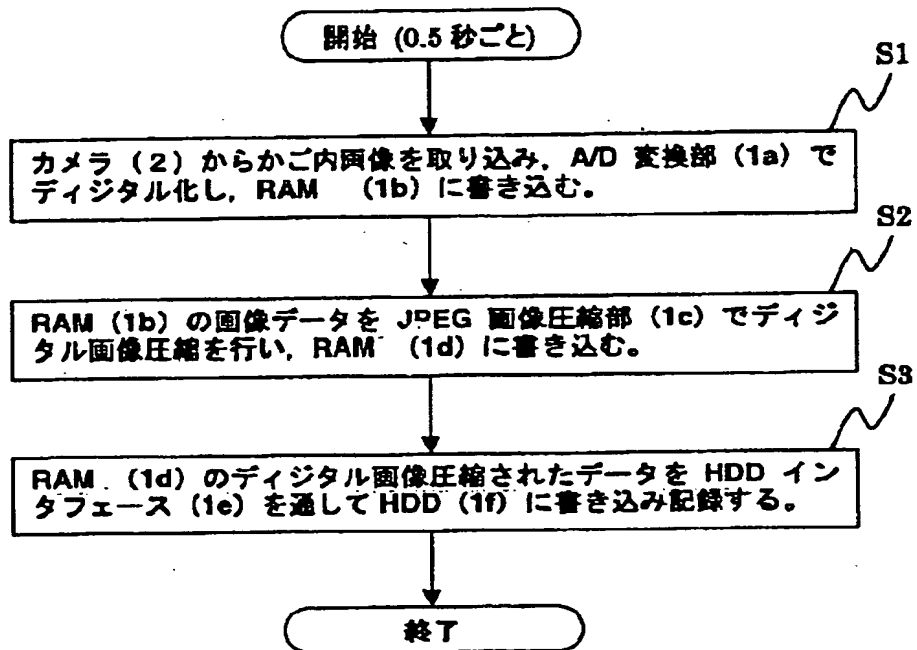 開始 (0.5 秒ごと)
S1
カメラ (2) からかご内画像を取り込み, A/D 変換部 (1a) で
ディジタル化し, RAM (1b) に書き込む。
S2
RAM (1b) の画像データを JPEG 画像圧縮部 (1c) でディジ
タル画像圧縮を行い, RAM (1d) に書き込む。
S3
RAM (1d) のディジタル画像圧縮されたデータを HDD イン
タフェース (1e) を通して HDD (1f) に書き込み記録する。
終了